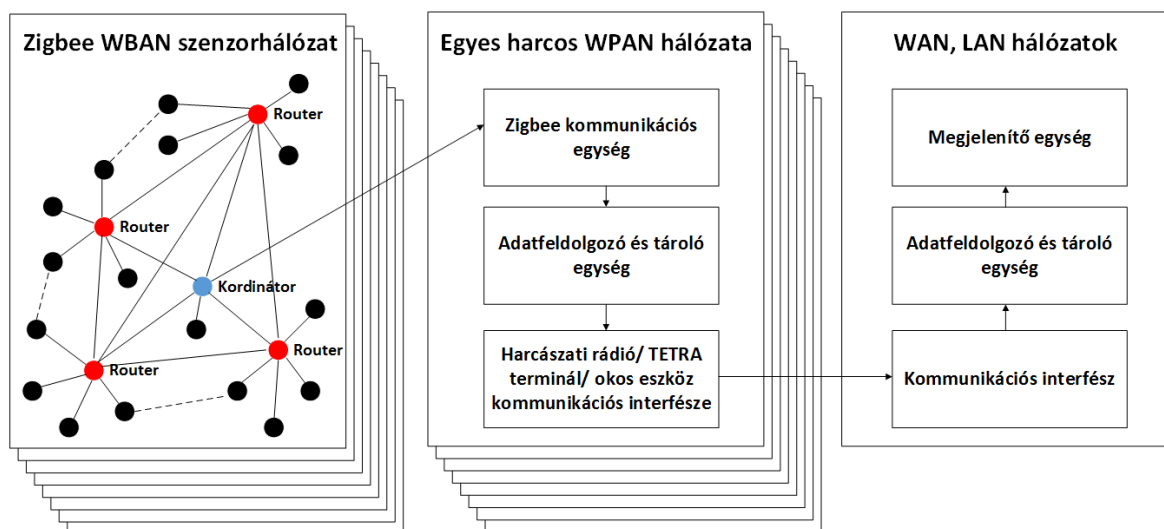 Zigbee WBAN szenzorhálózat
Router
Router
Kordinátor
Router
Router
Egyes harcos WPAN hálózata
Zigbee kommunikációs
egység
Adatfeldolgozó és tároló
egység
Harcászati rádió/ TETRA
terminál/ okos eszköz
kommunikációs interfésze
WAN, LAN hálózatok
Megjelenítő egység
Adatfeldolgozó és tároló
egység
Kommunikációs interfész